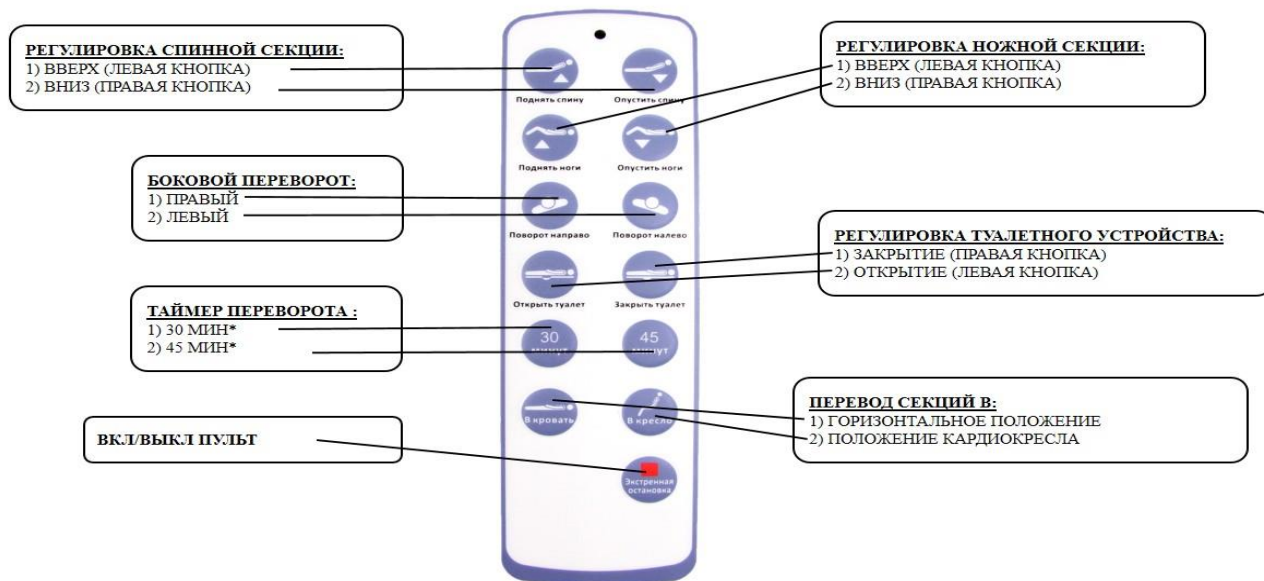 РЕГУЛИРОВКА СПИННОЙ СЕКЦИИ:
1) ВВЕРХ (ЛЕВАЯ КНОПКА)
2) ВНИЗ (ПРАВАЯ КНОПКА)
РЕГУЛИРОВКА НОЖНОЙ СЕКЦИИ:
1) ВВЕРХ (ЛЕВАЯ КНОПКА)
2) ВНИЗ (ПРАВАЯ КНОПКА)
БОКОВОЙ ПЕРЕВОРОТ:
1) ПРАВЫЙ
2) ЛЕВЫЙ
РЕГУЛИРОВКА ТУАЛЕТНОГО УСТРОЙСТВА:
1) ЗАКРЫТИЕ (ПРАВАЯ КНОПКА)
2) ОТКРЫТИЕ (ЛЕВАЯ КНОПКА)
ТАЙМЕР ПЕРЕВОРОТА :
1) 30 МИН*
2) 45 МИН*
ПЕРЕВОД СЕКЦИЙ В:
1) ГОРИЗОНТАЛЬНОЕ ПОЛОЖЕНИЕ
2) ПОЛОЖЕНИЕ КАРДИОКРЕСЛА
ВКЛ/ВЫКЛ ПУЛЬТ
Поднять спину
Опустить спину
Поднять ноги
Опустить ноги
Поворот направо
Поворот налево
Открыть туалет
Закрыть туалет
30
минут
45
минут
В кровать
В кресло
Экстренная
остановка